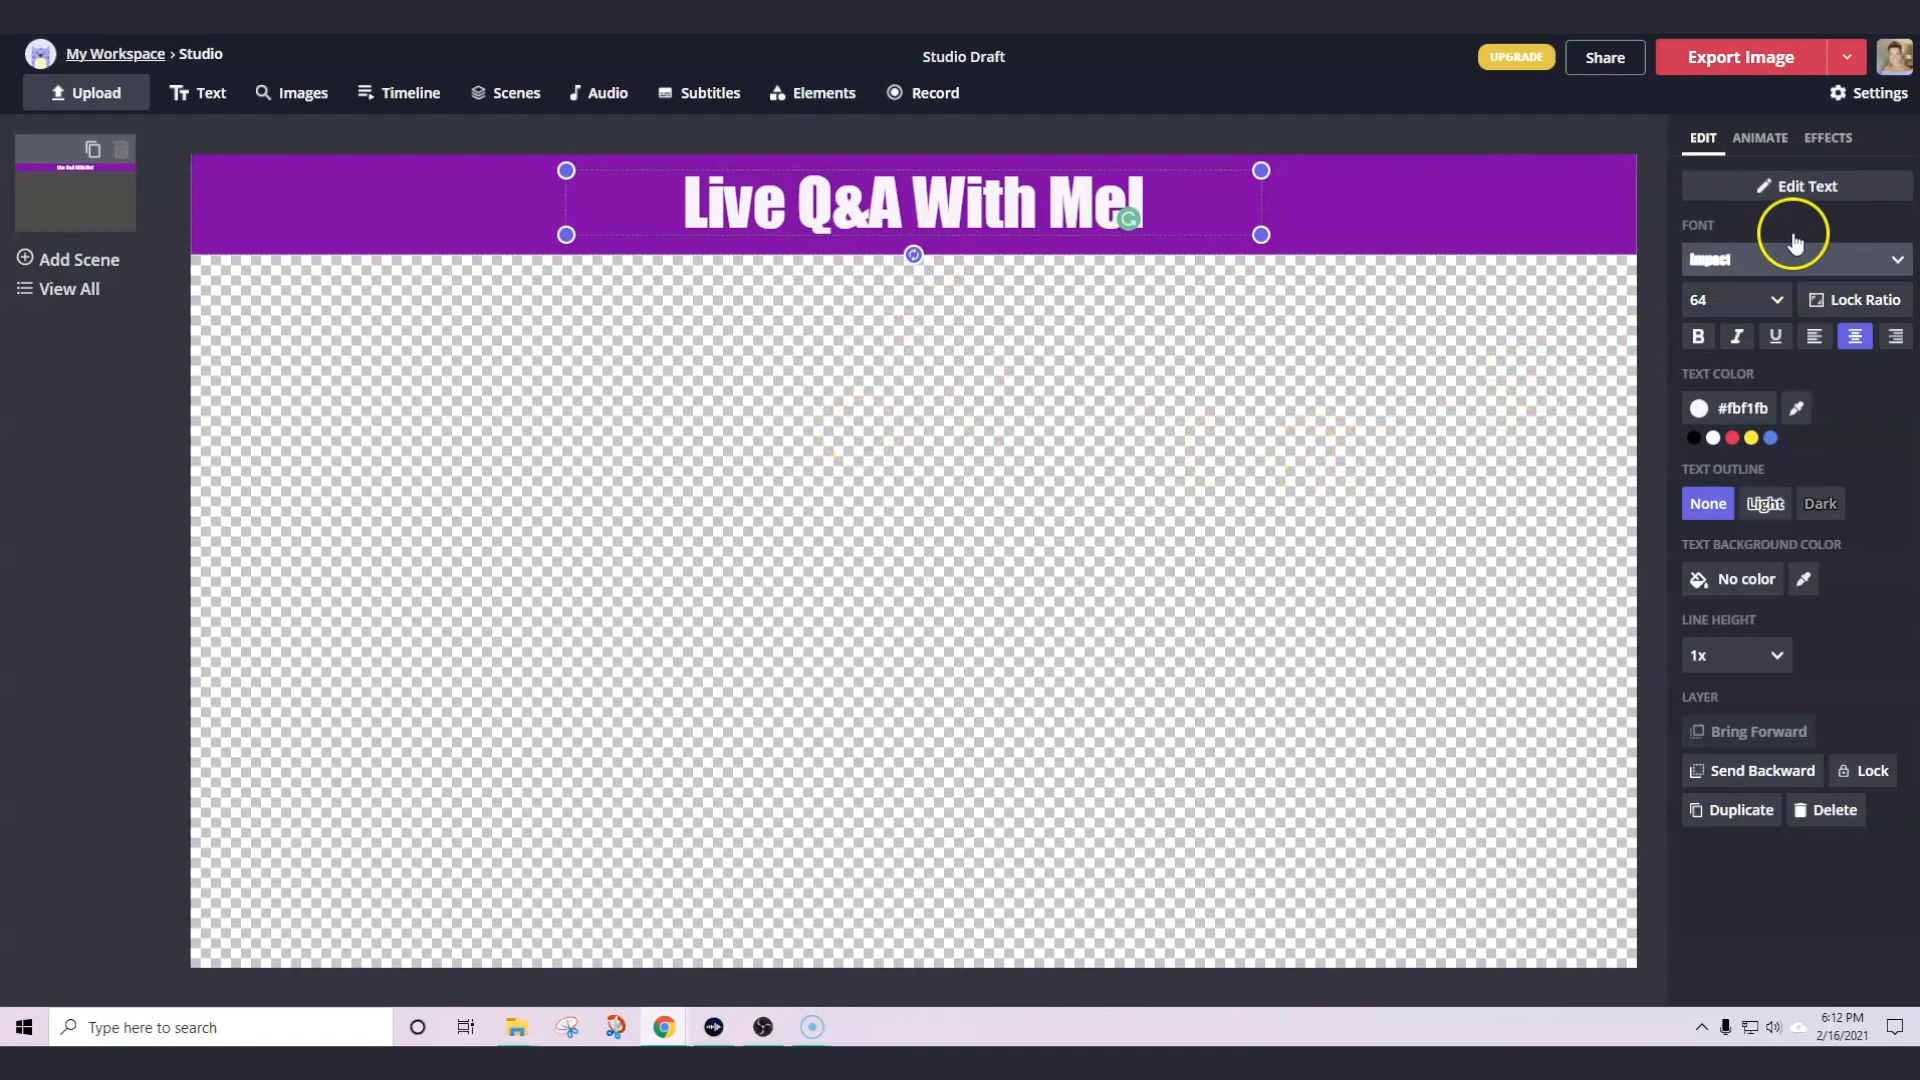 My Workspace › Studio
Studio Draft
UPGRADE
Share
Export Image
Upload
Text
Images
Timeline
Scenes
Audio
Subtitles
Elements
Record
Settings
EDIT ANIMATE EFFECTS
Live Q&A With Me!
Live Q&A With Me!
Edit Text
FONT
Impact
64
Lock Ratio
B I U
TEXT COLOR
#fbf1fb
TEXT OUTLINE
None Light Dark
TEXT BACKGROUND COLOR
No color
LINE HEIGHT
1x
LAYER
Bring Forward
Send Backward
Lock
Duplicate
Delete
Add Scene
View All
Type here to search
6:12 PM
2/16/2021